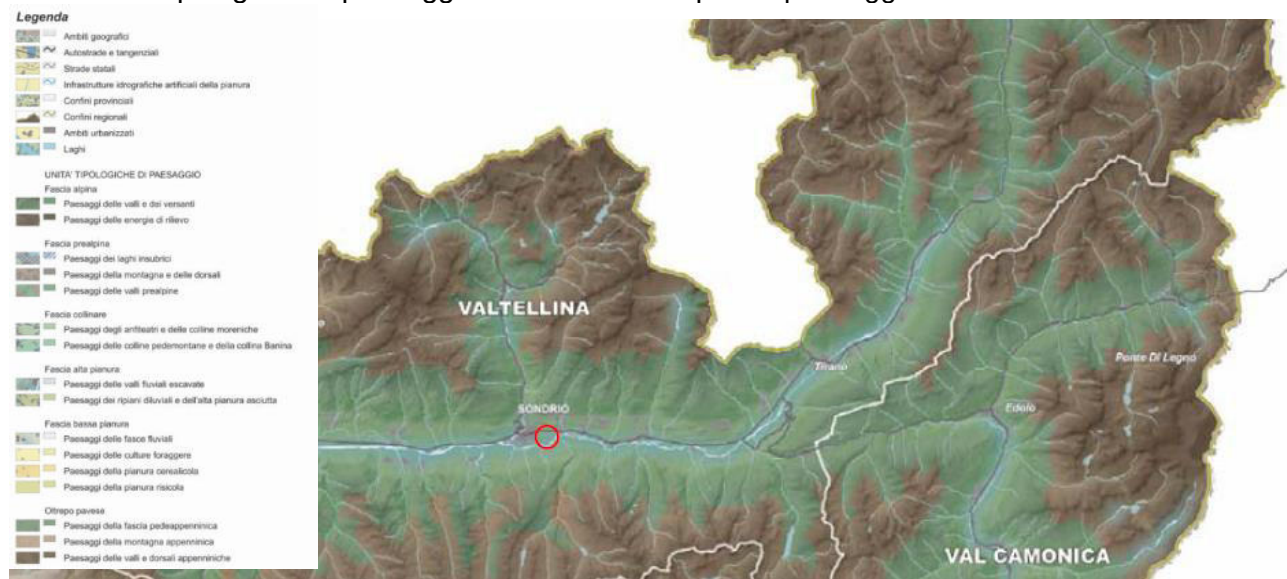 Legenda
Ambiti geografici
Autostrade e tangenziali
Strade statali
Infrastrutture idrografiche artificiali della pianura
Confini provinciali
Confini regionali
Ambiti urbanizzati
Laghi
UNITA' TIPOLOGICHE DI PAESAGGIO
Fascia alpina
Paesaggi delle valli e dei versanti
Paesaggi delle energie di rilievo
Fascia prealpina
Paesaggi dei laghi insubrici
Paesaggi della montagna e delle dorsali
Paesaggi delle valli prealpine
Fascia collinare
Paesaggi degli anfiteatri e delle colline moreniche
Paesaggi delle colline pedemontane e della collina Banina
Fascia alta pianura
Paesaggi delle valli fluviali escavate
Paesaggi dei ripiani diluviali e dell'alta pianura asciutta
Fascia bassa pianura
Paesaggi delle fasce fluviali
Paesaggi delle culture foraggere
Paesaggi della pianura cerealicola
Paesaggi della pianura risicola
Oltrepo pavese
Paesaggi della fascia pedeappenninica
Paesaggi della montagna appenninica
Paesaggi delle valli e dorsali appenniniche
VALTELLINA
Ponte Di Legno
Tirano
SONDRIO
Edolo
VAL CAMONICA